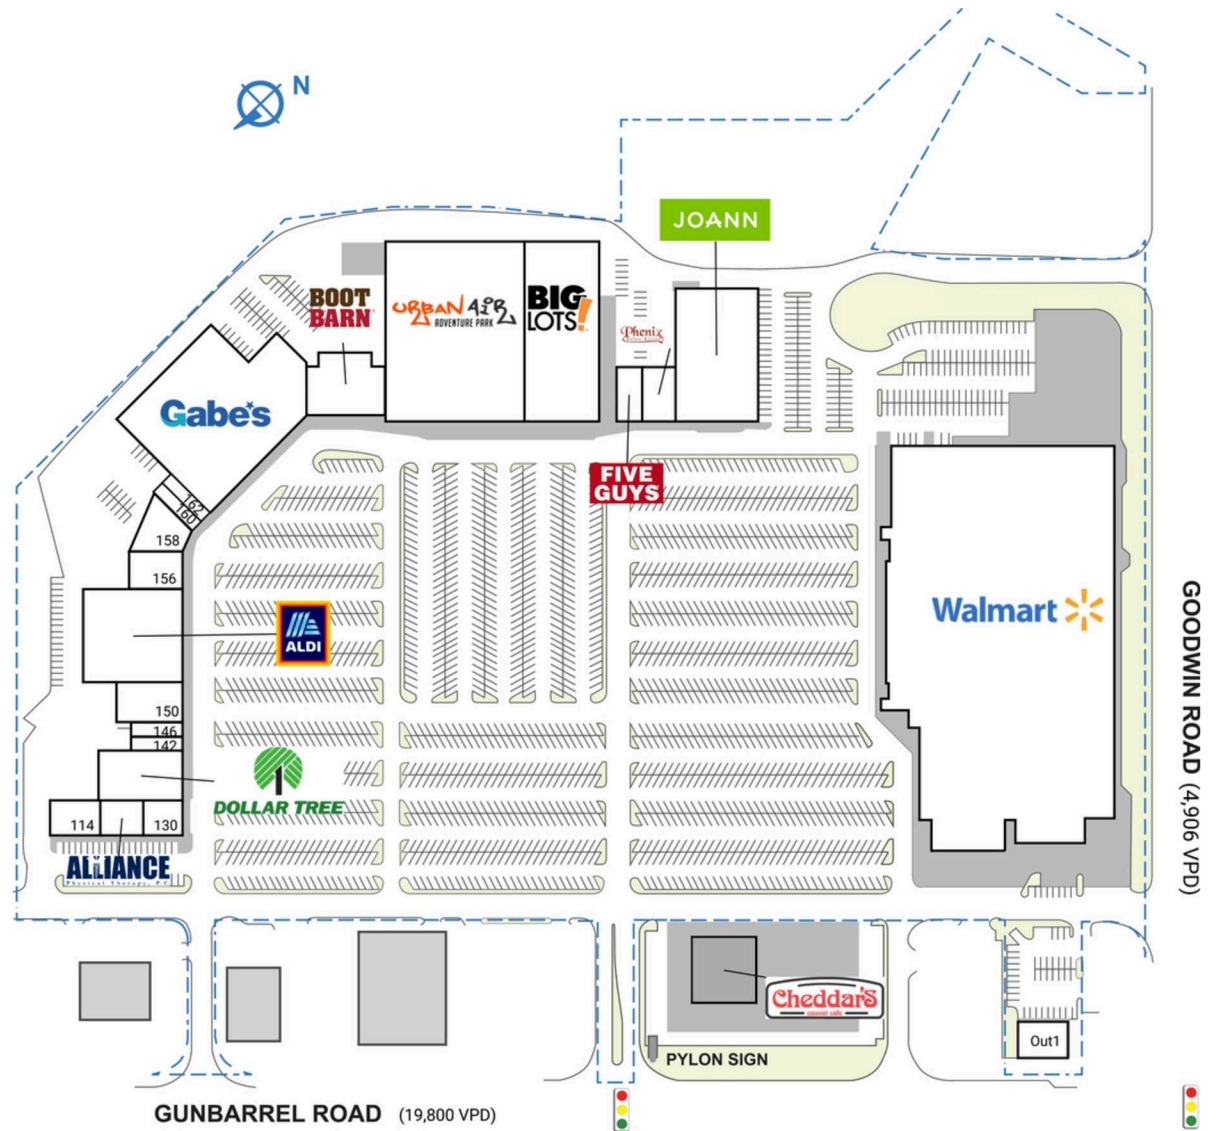 N
JOANN
BOOT
BARN
URBAN AIR
ADVENTURE PARK
BIG
LOTS!
Phenix
Gabe's
FIVE
GUYS
162
160
158
156
ALDI
Walmart
150
146
142
DOLLAR TREE
114
130
ALLIANCE
Physical Therapy, P.C.
GOODWIN ROAD (4,906 VPD)
Cheddar's
casual cafe
Out1
PYLON SIGN
GUNBARREL ROAD (19,800 VPD)